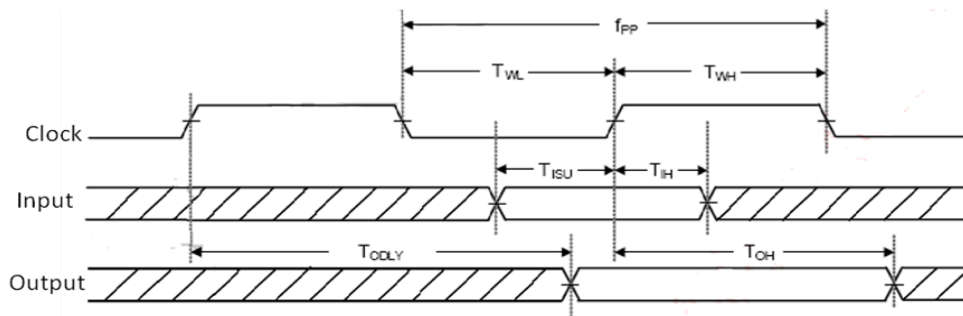 fPP
TWL TWH
Clock
TISU TIH
Input
TODLY TOH
Output